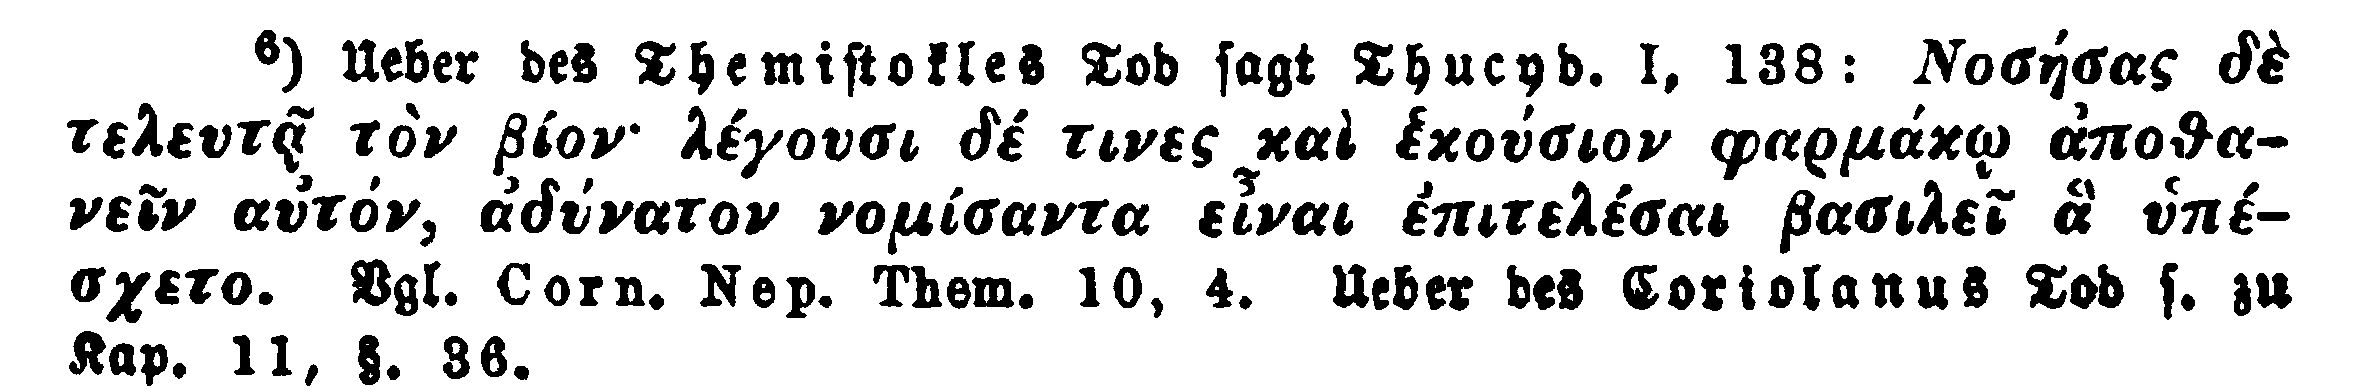 ⁶) Ueber des Themiſtokles Tod ſagt Thucyd. I, 138: Νοσήσας δὲ
τελευτᾷ τὸν βίον· λέγουσι δέ τινες καὶ ἑκούσιον φαρμάκῳ ἀποθα-
νεῖν αὐτόν, ἀδύνατον νομίσαντα εἶναι ἐπιτελέσαι βασιλεῖ ἃ ὑπέ-
σχετο. Vgl. Corn. Nep. Them. 10, 4. Ueber des Coriolanus Tod ſ. zu
Kap. 11, §. 36.